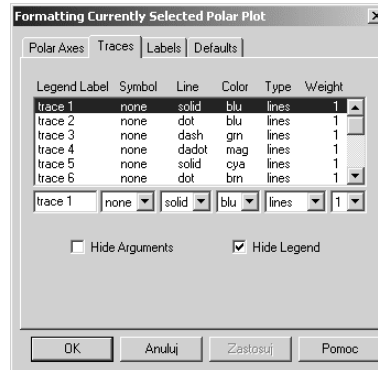 Formatting Currently Selected Polar Plot
Polar Axes Traces Labels Defaults
Legend Label Symbol Line Color Type Weight
trace 1 none solid blu lines 1
trace 2 none dot blu lines 1
trace 3 none dash grn lines 1
trace 4 none dadot mag lines 1
trace 5 none solid cya lines 1
trace 6 none dot brn lines 1
trace 1 none solid blu lines 1
Hide Arguments Hide Legend
OK Anuluj Zastosuj Pomoc